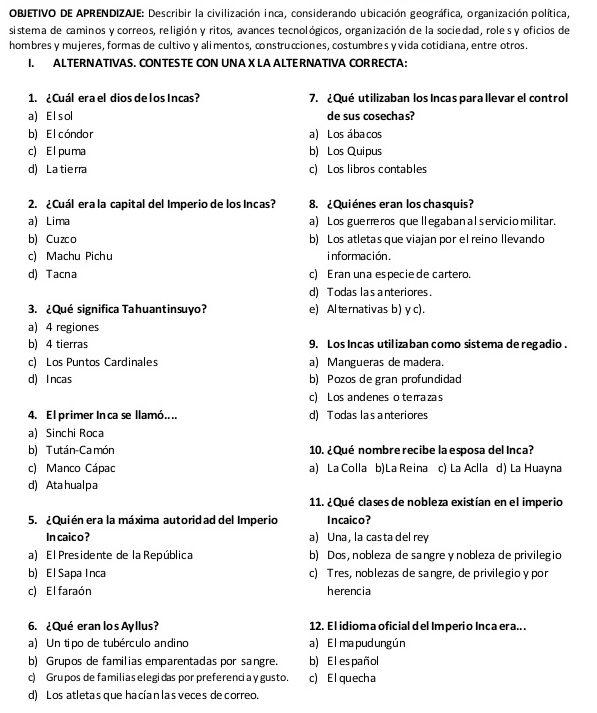 OBJETIVO DE APRENDIZAJE: Describir la civilización inca, considerando ubicación geográfica, organización política,
sistema de caminos y correos, religión y ritos, avances tecnológicos, organización de la sociedad, roles y oficios de
hombres y mujeres, formas de cultivo y alimentos, construcciones, costumbres y vida cotidiana, entre otros.
I. ALTERNATIVAS. CONTESTE CON UNA X LA ALTERNATIVA CORRECTA:
1. ¿Cuál era el dios de los Incas?
a) El sol
b) El cóndor
c) El puma
d) La tierra
2. ¿Cuál era la capital del Imperio de los Incas?
a) Lima
b) Cuzco
c) Machu Pichu
d) Tacna
3. ¿Qué significa Tahuantinsuyo?
a) 4 regiones
b) 4 tierras
c) Los Puntos Cardinales
d) Incas
4. El primer Inca se llamó....
a) Sinchi Roca
b) Tután-Camón
c) Manco Cápac
d) Atahualpa
5. ¿Quién era la máxima autoridad del Imperio
Incaico?
a) El Presidente de la República
b) El Sapa Inca
c) El faraón
6. ¿Qué eran los Ayllus?
a) Un tipo de tubérculo andino
b) Grupos de familias emparentadas por sangre.
c) Grupos de familias elegidas por preferencia y gusto.
d) Los atletas que hacían las veces de correo.
7. ¿Qué utilizaban los Incas para llevar el control
de sus cosechas?
a) Los ábacos
b) Los Quipus
c) Los libros contables
8. ¿Quiénes eran los chasquis?
a) Los guerreros que llegaban al servicio militar.
b) Los atletas que viajan por el reino llevando
información.
c) Eran una especie de cartero.
d) Todas las anteriores.
e) Alternativas b) y c).
9. Los Incas utilizaban como sistema de regadio.
a) Mangueras de madera.
b) Pozos de gran profundidad
c) Los andenes o terrazas
d) Todas las anteriores
10. ¿Qué nombre recibe la esposa del Inca?
a) La Colla b)La Reina c) La Aclla d) La Huayna
11. ¿Qué clases de nobleza existían en el imperio
Incaico?
a) Una, la casta del rey
b) Dos, nobleza de sangre y nobleza de privilegio
c) Tres, noblezas de sangre, de privilegio y por
herencia
12. El idioma oficial del Imperio Inca era...
a) El mapudungún
b) El español
c) El quecha